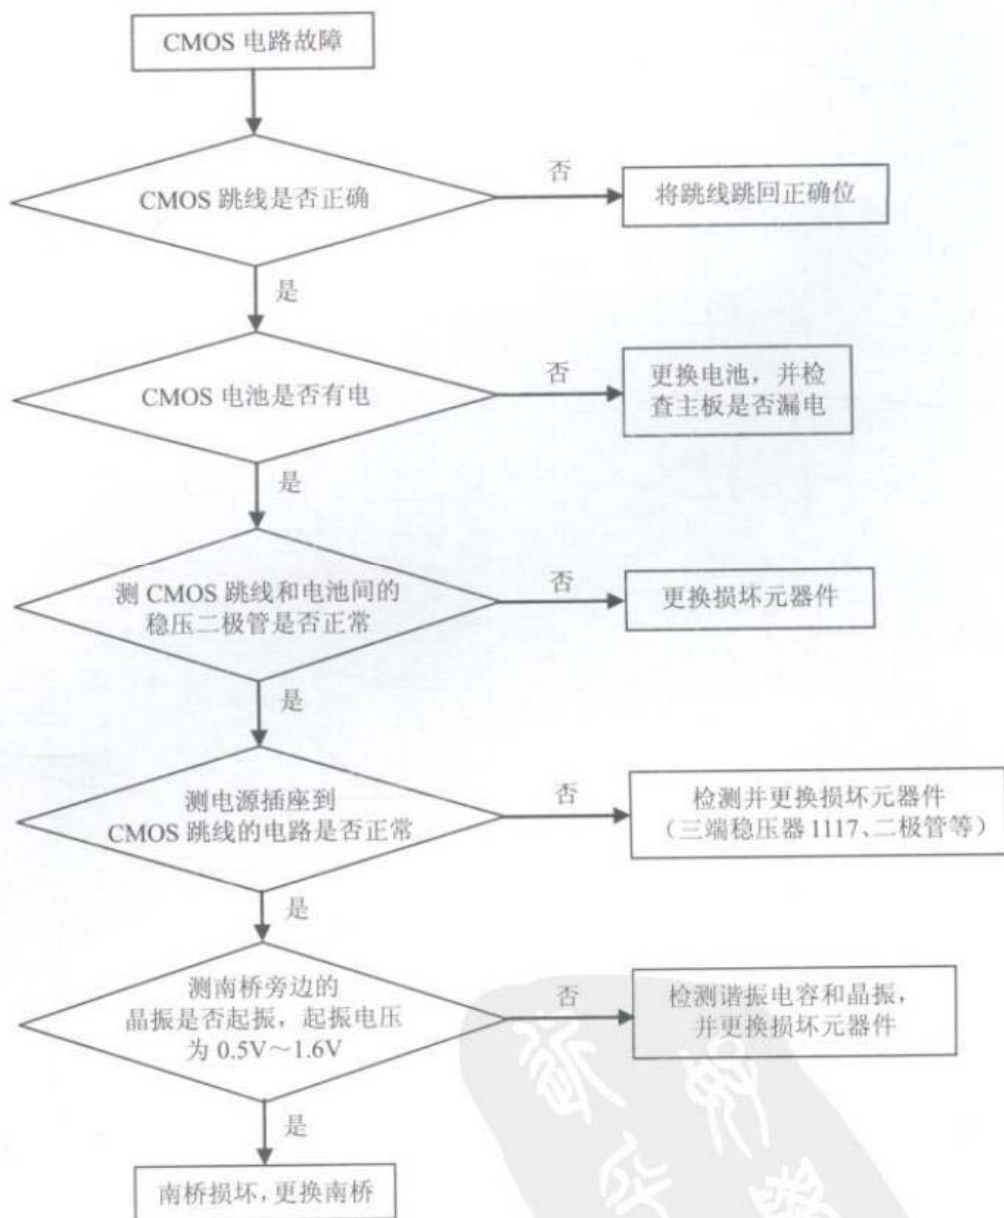 CMOS 电路故障
CMOS 跳线是否正确
否
将跳线跳回正确位
是
CMOS 电池是否有电
否
更换电池，并检
查主板是否漏电
是
测 CMOS 跳线和电池间的
稳压二极管是否正常
否
更换损坏元器件
是
测电源插座到
CMOS 跳线的电路是否正常
否
检测并更换损坏元器件
（三端稳压器1117、二极管等）
是
测南桥旁边的
晶振是否起振，起振电压
为 0.5V～1.6V
否
检测谐振电容和晶振，
并更换损坏元器件
是
南桥损坏，更换南桥